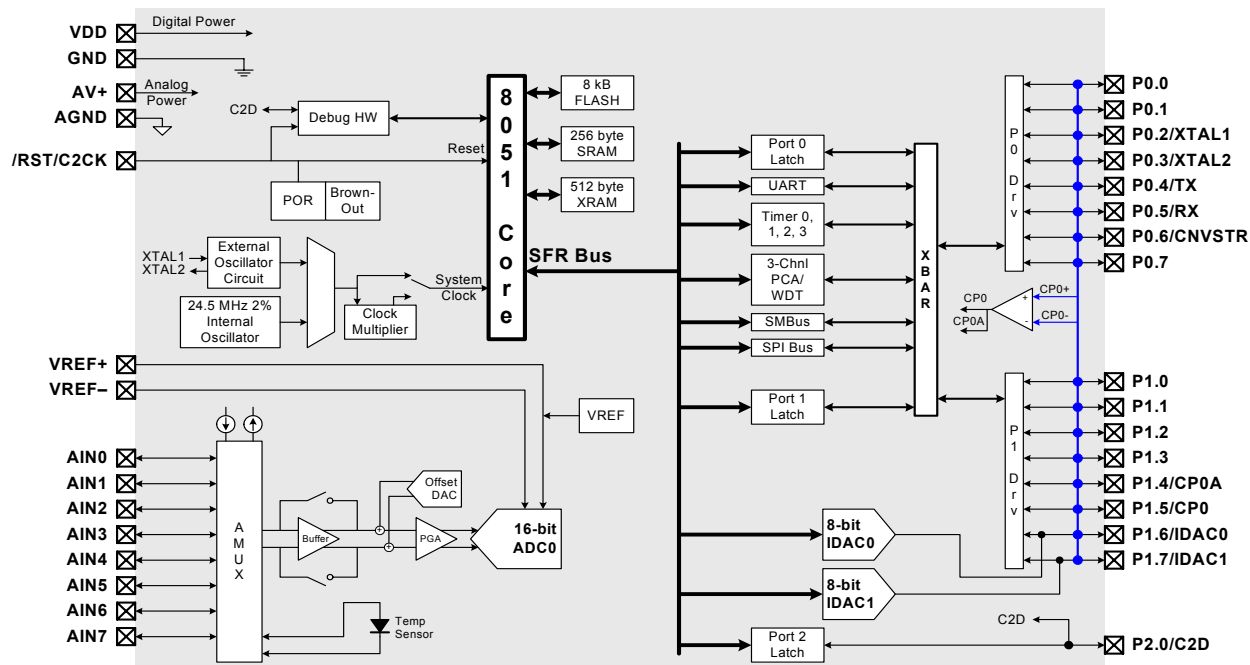 VDD
Digital Power
GND
AV+
Analog
Power
AGND
/RST/C2CK
C2D
Debug HW
Reset
POR
Brown-
Out
XTAL1
XTAL2
External
Oscillator
Circuit
24.5 MHz 2%
Internal
Oscillator
Clock
Multiplier
System
Clock
8
0
5
1
C
o
r
e
8 kB
FLASH
256 byte
SRAM
512 byte
XRAM
SFR Bus
VREF+
VREF–
VREF
AIN0
AIN1
AIN2
AIN3
AIN4
AIN5
AIN6
AIN7
A
M
U
X
Buffer
+
+
Offset
DAC
PGA
16-bit
ADC0
Temp
Sensor
Port 0
Latch
UART
Timer 0,
1, 2, 3
3-Chnl
PCA/
WDT
SMBus
SPI Bus
Port 1
Latch
8-bit
IDAC0
8-bit
IDAC1
Port 2
Latch
X
B
A
R
P
0
D
r
v
CP0
CP0A
+
-
CP0+
CP0-
P
1
D
r
v
C2D
P0.0
P0.1
P0.2/XTAL1
P0.3/XTAL2
P0.4/TX
P0.5/RX
P0.6/CNVSTR
P0.7
P1.0
P1.1
P1.2
P1.3
P1.4/CP0A
P1.5/CP0
P1.6/IDAC0
P1.7/IDAC1
P2.0/C2D